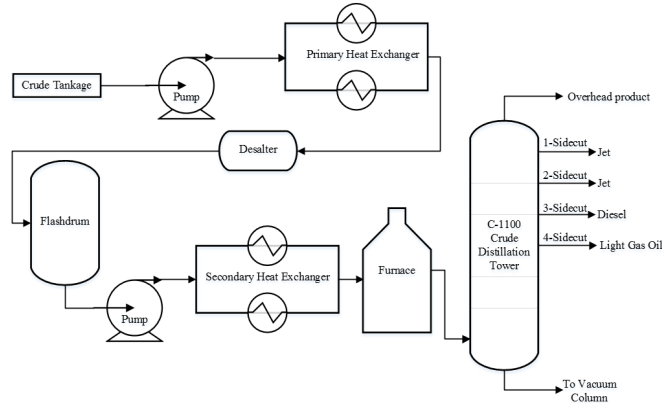 Primary Heat Exchanger
Crude Tankage
Pump
Overhead product
Desalter
1-Sidecut
Jet
2-Sidecut
Jet
3-Sidecut
Diesel
4-Sidecut
Light Gas Oil
Flashdrum
C-1100
Crude
Distillation
Tower
Secondary Heat Exchanger
Furnace
Pump
To Vacuum
Column